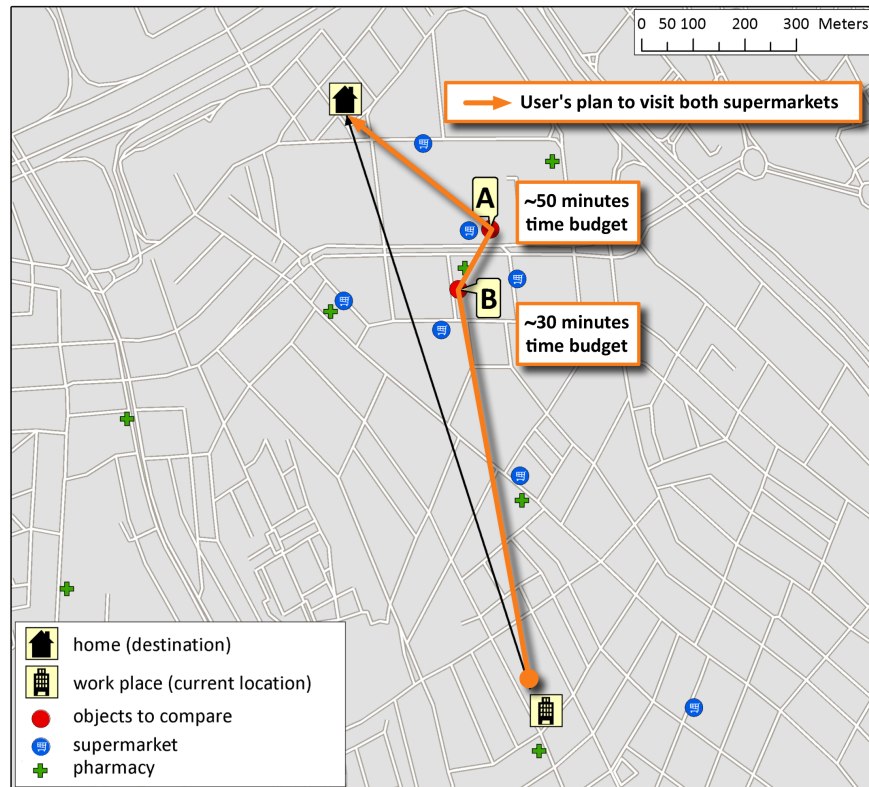 0 50 100 200 300 Meters
User's plan to visit both supermarkets
A
~50 minutes
time budget
B
~30 minutes
time budget
home (destination)
work place (current location)
objects to compare
supermarket
pharmacy